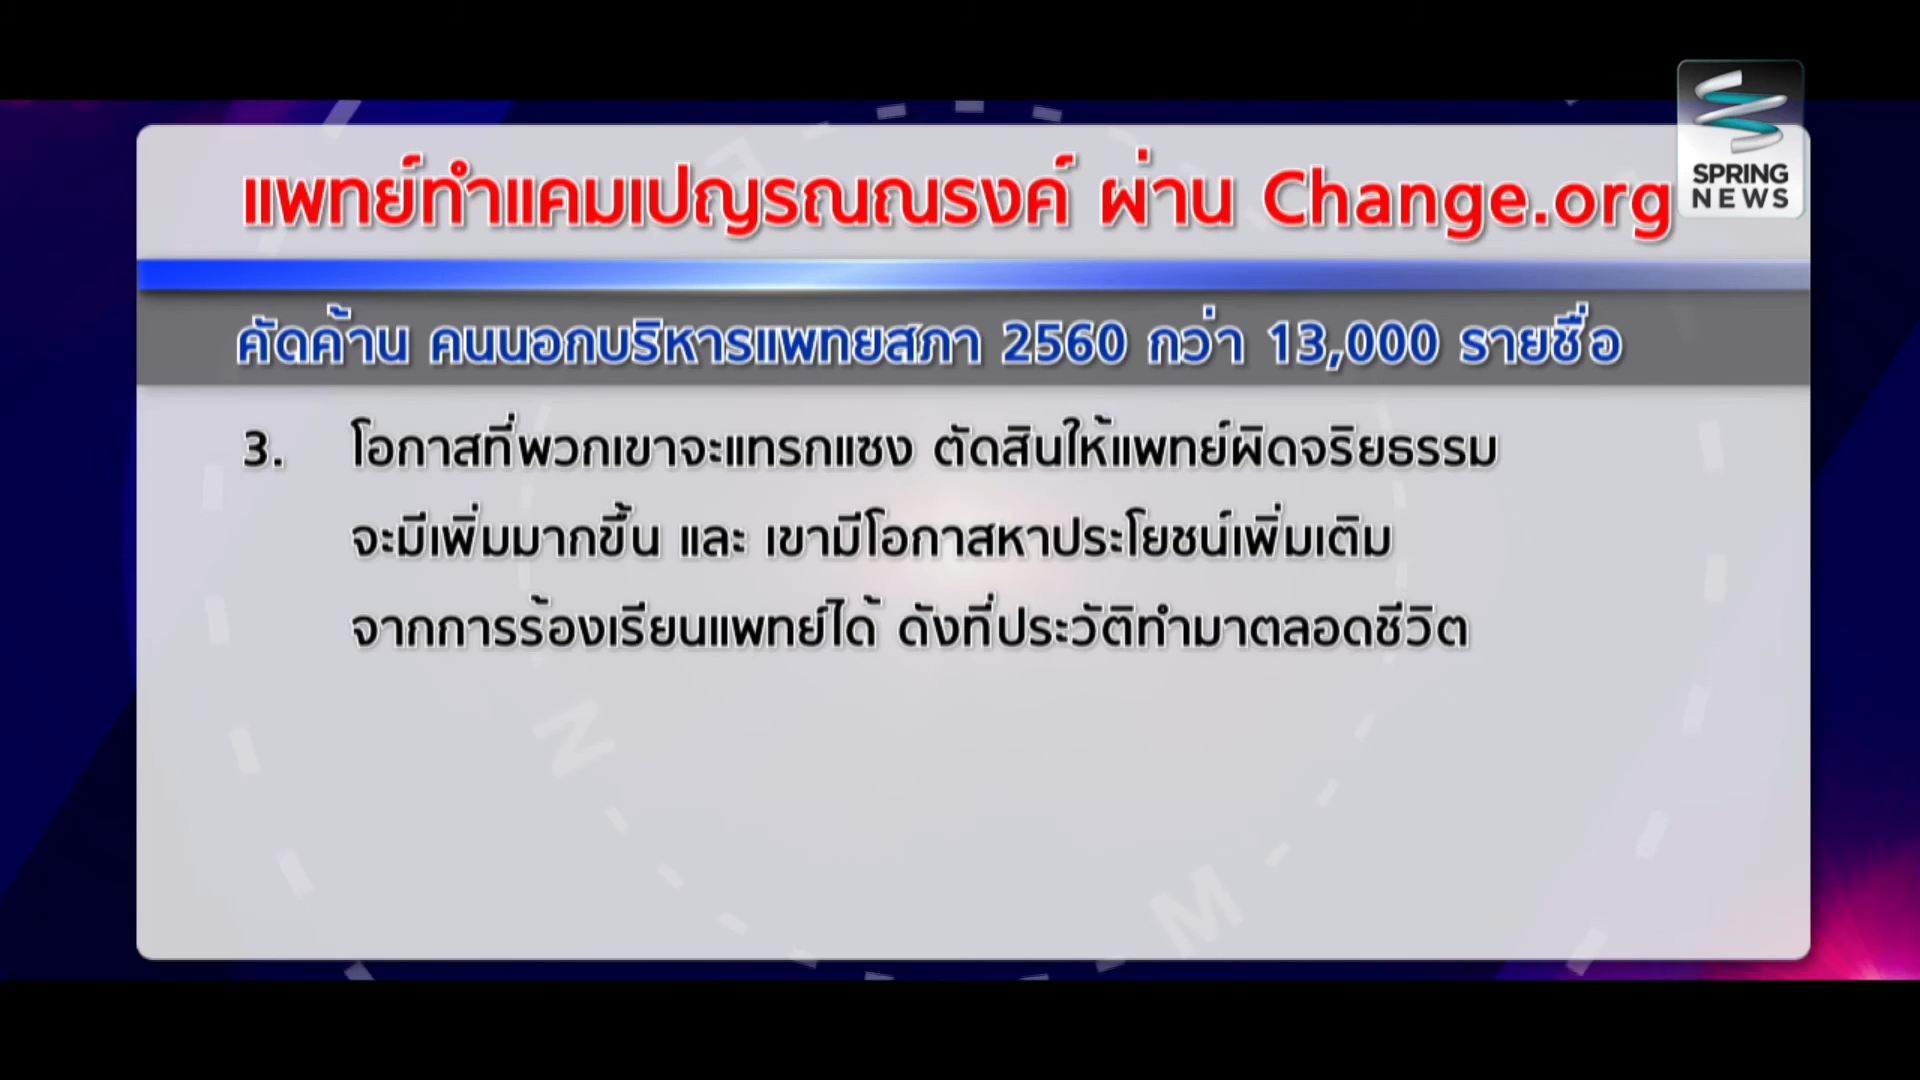 แพทย์ทำแคมเปญรณณรงค์ ผ่าน Change.org
SPRING
NEWS
คัดค้าน คนนอกบริหารแพทยสภา 2560 กว่า 13,000 รายชื่อ
3. โอกาสที่พวกเขาจะแทรกแซง ตัดสินให้แพทย์ผิดจริยธรรม
จะมีเพิ่มมากขึ้น และ เขามีโอกาสหาประโยชน์เพิ่มเติม
จากการร้องเรียนแพทย์ได้ ดังที่ประวัติทำมาตลอดชีวิต